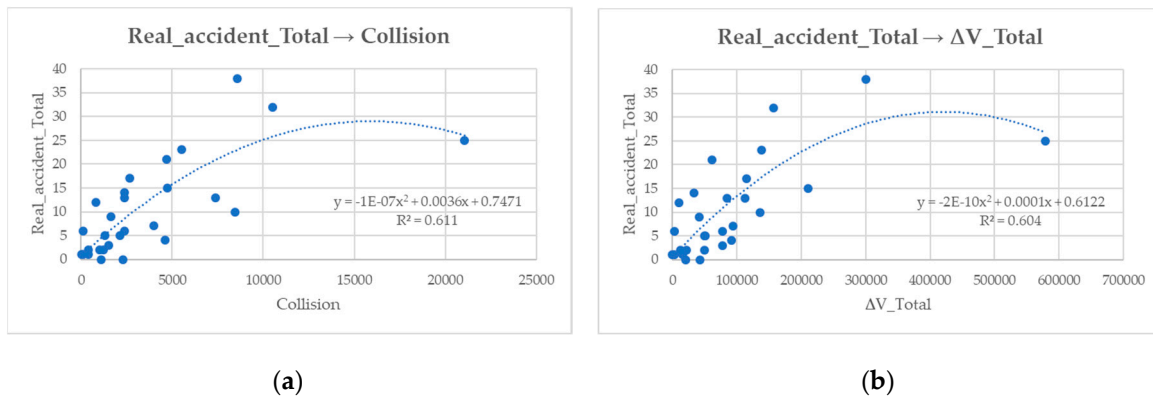 Real_accident_Total → Collision
40
35
30
25
20
15
10
5
0
Real_accident_Total
y = -1E-07x² + 0.0036x + 0.7471
R² = 0.611
0 5000 10000 15000 20000 25000
Collision
(a)
Real_accident_Total → ΔV_Total
40
35
30
25
20
15
10
5
0
Real_accident_Total
y = -2E-10x² + 0.0001x + 0.6122
R² = 0.604
0 100000 200000 300000 400000 500000 600000 700000
ΔV_Total
(b)